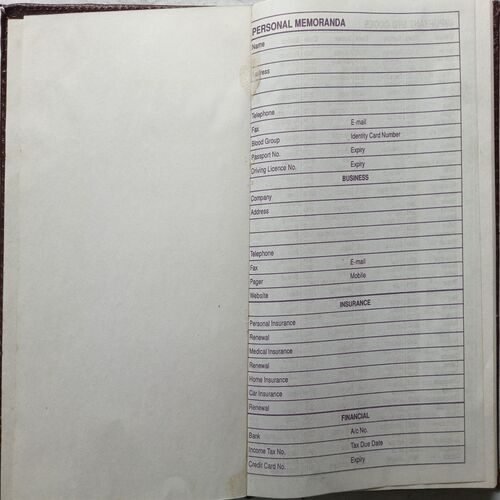 PERSONAL MEMORANDA
Name
Address
Telephone
Fax E-mail
Blood Group Identity Card Number
Passport No. Expiry
Driving Licence No. Expiry
BUSINESS
Company
Address
Telephone
Fax E-mail
Pager Mobile
Website
INSURANCE
Personal Insurance
Renewal
Medical Insurance
Renewal
Home Insurance
Car Insurance
Renewal
FINANCIAL
Bank A/c No.
Income Tax No. Tax Due Date
Credit Card No. Expiry